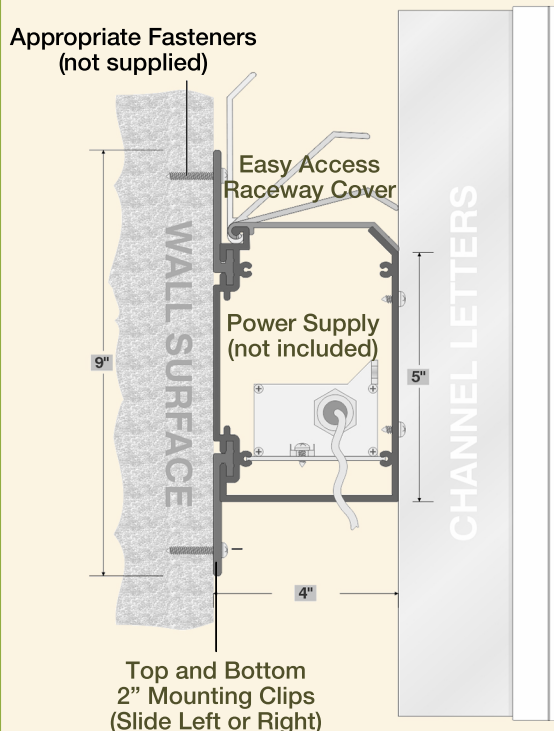 Appropriate Fasteners
(not supplied)
Easy Access
Raceway Cover
WALL SURFACE
CHANNEL LETTERS
Power Supply
(not included)
9"
5"
4"
Top and Bottom
2” Mounting Clips
(Slide Left or Right)